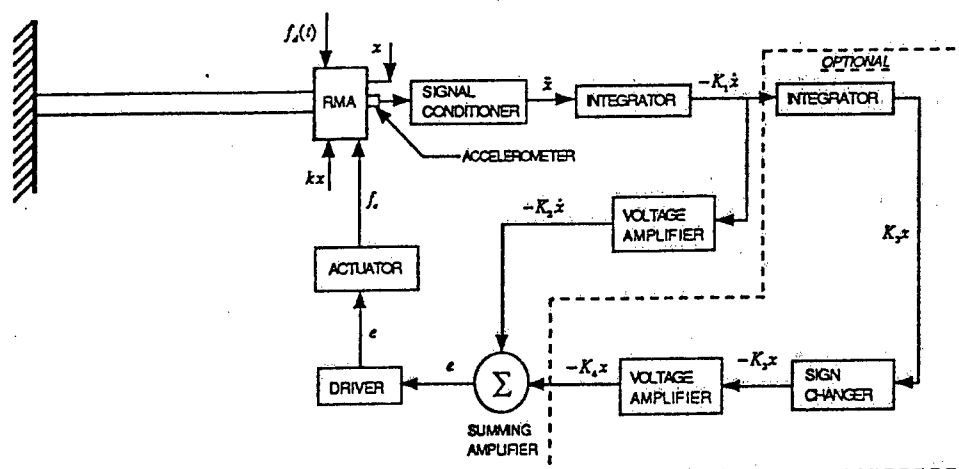 f_d(t)
x
OPTIONAL
RMA
SIGNAL
CONDITIONER
ẍ
INTEGRATOR
−K₁ẋ
INTEGRATOR
ACCELEROMETER
kx
f_c
−K₂ẋ
VOLTAGE
AMPLIFIER
K₃x
ACTUATOR
e
DRIVER
e
Σ
−K₄x
VOLTAGE
AMPLIFIER
−K₃x
SIGN
CHANGER
SUMMING
AMPLIFIER